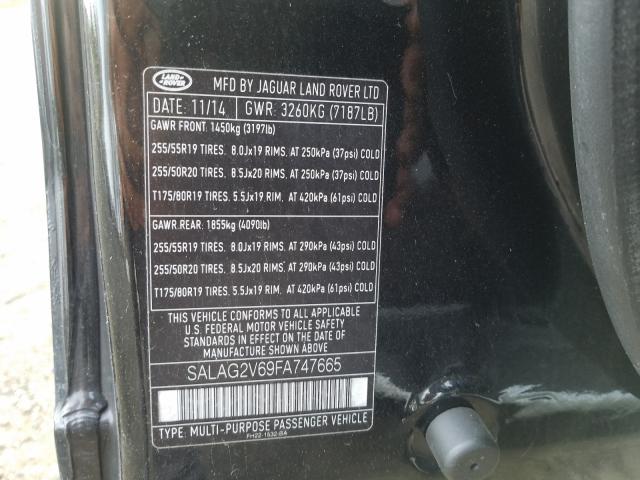 LAND ROVER
MFD BY JAGUAR LAND ROVER LTD
DATE: 11/14 GWR: 3260KG (7187LB)
GAWR FRONT: 1450kg (3197lb)
255/55R19 TIRES. 8.0Jx19 RIMS. AT 250kPa (37psi) COLD
255/50R20 TIRES. 8.5Jx20 RIMS. AT 250kPa (37psi) COLD
T175/80R19 TIRES. 5.5Jx19 RIM. AT 420kPa (61psi) COLD
GAWR.REAR: 1855kg (4090lb)
255/55R19 TIRES. 8.0Jx19 RIMS. AT 290kPa (43psi) COLD
255/50R20 TIRES. 8.5Jx20 RIMS. AT 290kPa (43psi) COLD
T175/80R19 TIRES. 5.5Jx19 RIM. AT 420kPa (61psi) COLD
THIS VEHICLE CONFORMS TO ALL APPLICABLE
U.S. FEDERAL MOTOR VEHICLE SAFETY
STANDARDS IN EFFECT ON THE DATE OF
MANUFACTURE SHOWN ABOVE.
SALAG2V69FA747665
TYPE: MULTI-PURPOSE PASSENGER VEHICLE
FH22-1532-BA